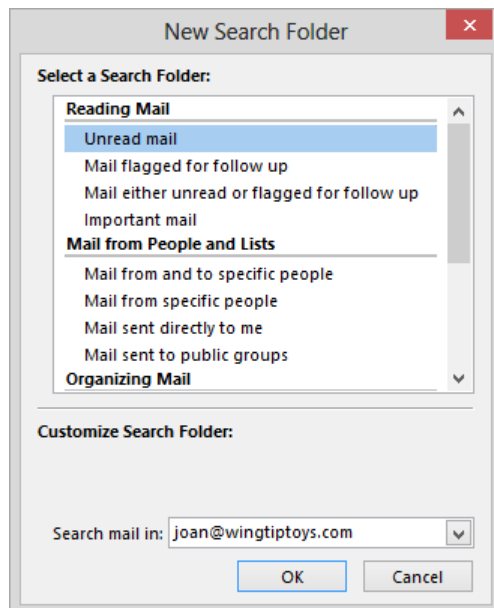 New Search Folder
Select a Search Folder:
Reading Mail
Unread mail
Mail flagged for follow up
Mail either unread or flagged for follow up
Important mail
Mail from People and Lists
Mail from and to specific people
Mail from specific people
Mail sent directly to me
Mail sent to public groups
Organizing Mail
Customize Search Folder:
Search mail in: joan@wingtiptoys.com
OK Cancel